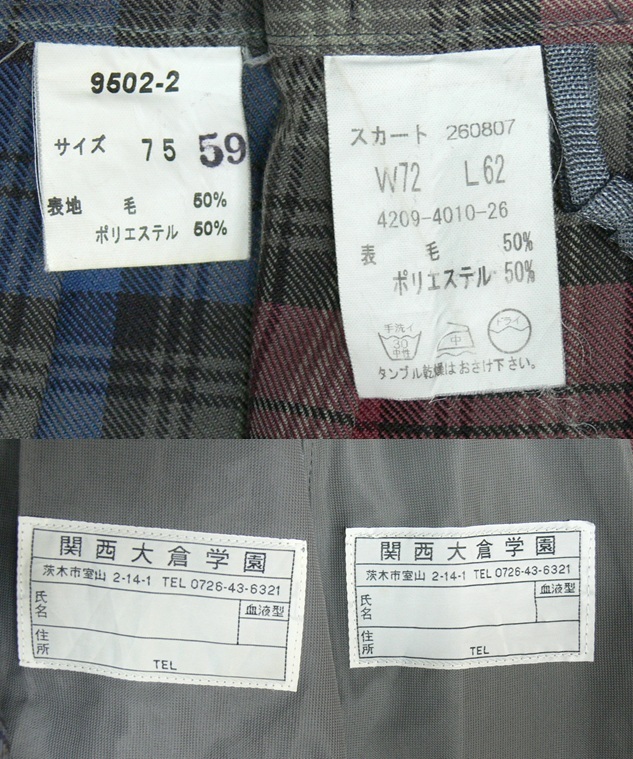 9502-2
サイズ 75 59
表地 毛 50%
ポリエステル 50%
スカート 260807
W72 L62
4209-4010-26
表 毛 50%
ポリエステル 50%
手洗イ
30
中性
中
ドライ
タンブル乾燥はおさけ下さい。
関西大倉学園
茨木市室山 2-14-1 TEL 0726-43-6321
氏名
血液型
住所
TEL
関西大倉学園
茨木市室山 2-14-1 TEL 0726-43-6321
氏名
血液型
住所
TEL